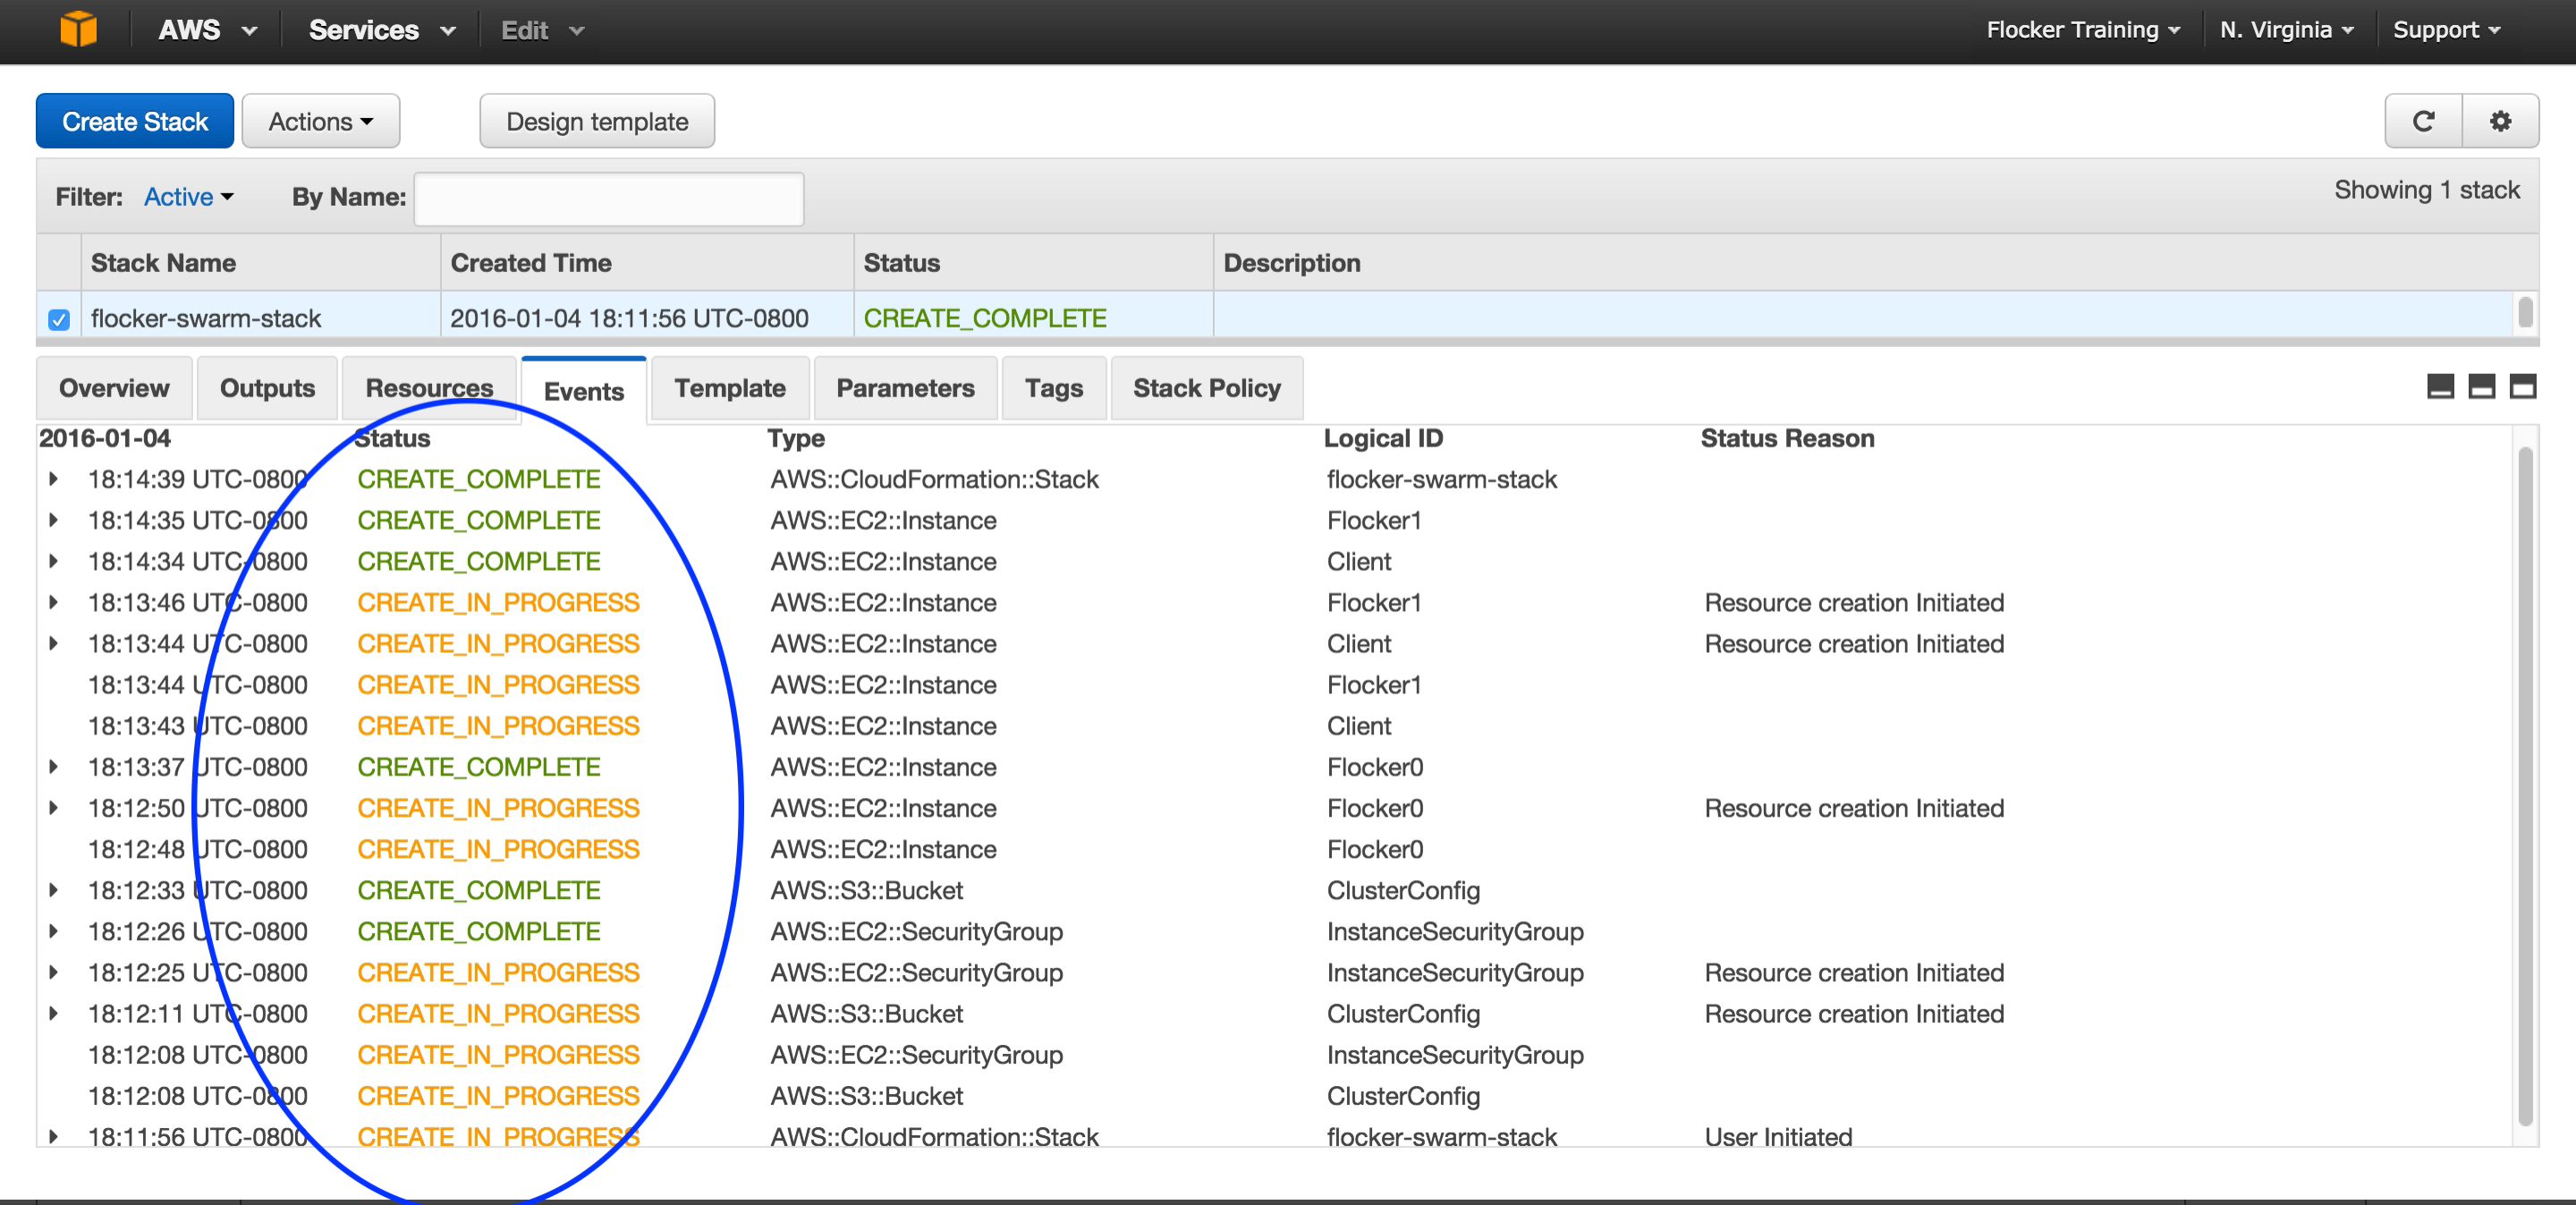 AWS Services Edit Flocker Training N. Virginia Support
Create Stack Actions Design template
Filter: Active By Name: Showing 1 stack
Stack Name Created Time Status Description
flocker-swarm-stack 2016-01-04 18:11:56 UTC-0800 CREATE_COMPLETE
Overview Outputs Resources Events Template Parameters Tags Stack Policy
2016-01-04 Status Type Logical ID Status Reason
18:14:39 UTC-0800 CREATE_COMPLETE AWS::CloudFormation::Stack flocker-swarm-stack
18:14:35 UTC-0800 CREATE_COMPLETE AWS::EC2::Instance Flocker1
18:14:34 UTC-0800 CREATE_COMPLETE AWS::EC2::Instance Client
18:13:46 UTC-0800 CREATE_IN_PROGRESS AWS::EC2::Instance Flocker1 Resource creation Initiated
18:13:44 UTC-0800 CREATE_IN_PROGRESS AWS::EC2::Instance Client Resource creation Initiated
18:13:44 UTC-0800 CREATE_IN_PROGRESS AWS::EC2::Instance Flocker1
18:13:43 UTC-0800 CREATE_IN_PROGRESS AWS::EC2::Instance Client
18:13:37 UTC-0800 CREATE_COMPLETE AWS::EC2::Instance Flocker0
18:12:50 UTC-0800 CREATE_IN_PROGRESS AWS::EC2::Instance Flocker0 Resource creation Initiated
18:12:48 UTC-0800 CREATE_IN_PROGRESS AWS::EC2::Instance Flocker0
18:12:33 UTC-0800 CREATE_COMPLETE AWS::S3::Bucket ClusterConfig
18:12:26 UTC-0800 CREATE_COMPLETE AWS::EC2::SecurityGroup InstanceSecurityGroup
18:12:25 UTC-0800 CREATE_IN_PROGRESS AWS::EC2::SecurityGroup InstanceSecurityGroup Resource creation Initiated
18:12:11 UTC-0800 CREATE_IN_PROGRESS AWS::S3::Bucket ClusterConfig Resource creation Initiated
18:12:08 UTC-0800 CREATE_IN_PROGRESS AWS::EC2::SecurityGroup InstanceSecurityGroup
18:12:08 UTC-0800 CREATE_IN_PROGRESS AWS::S3::Bucket ClusterConfig
18:11:56 UTC-0800 CREATE_IN_PROGRESS AWS::CloudFormation::Stack flocker-swarm-stack User Initiated